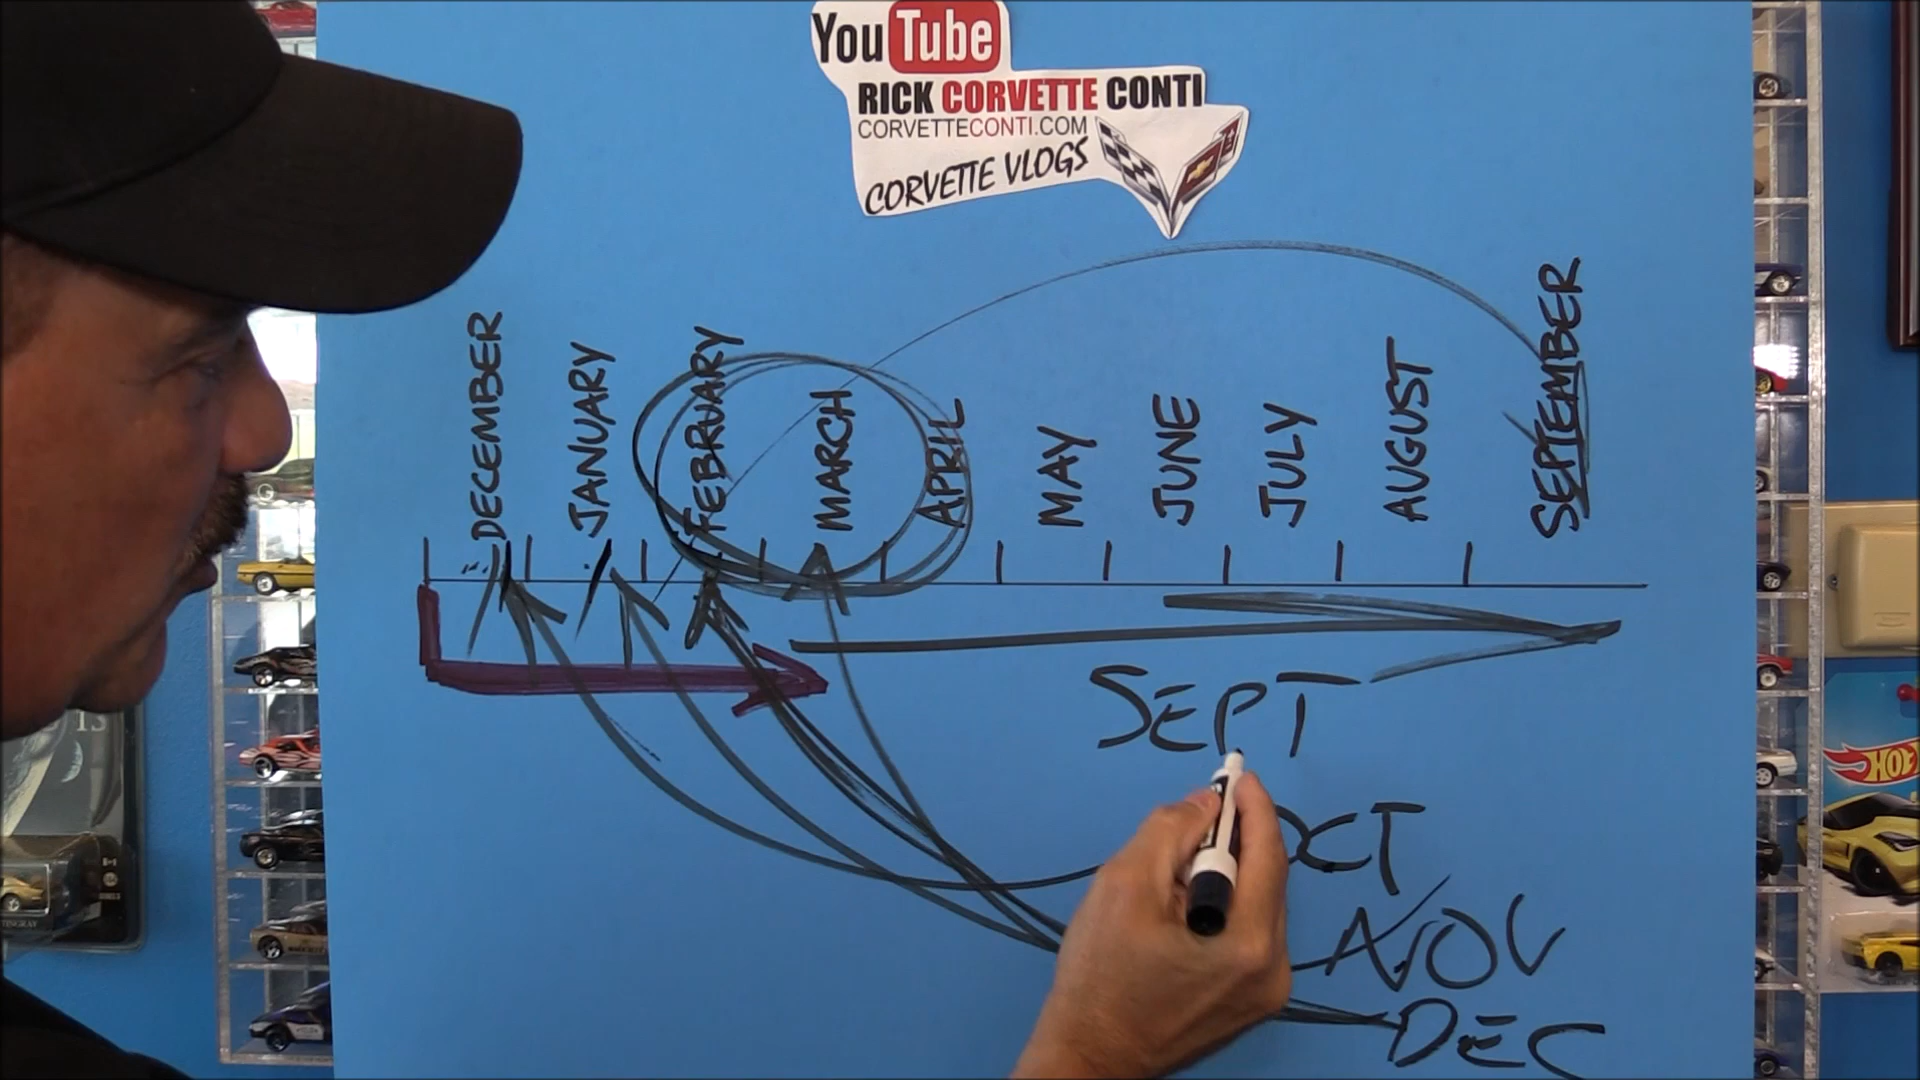 YouTube
RICK CORVETTE CONTI
CORVETTECONTI.COM
CORVETTE VLOGS
DECEMBER
JANUARY
FEBRUARY
MARCH
APRIL
MAY
JUNE
JULY
AUGUST
SEPTEMBER
SEPT
OCT
NOV
DEC
HOT